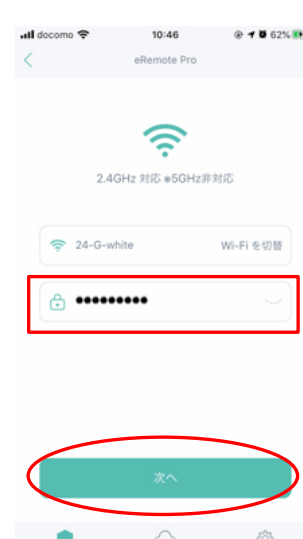 docomo 10:46 62%
eRemote Pro
2.4GHz 対応 ※5GHz非対応
24-G-white Wi-Fi を切替
●●●●●●●●●
次へ